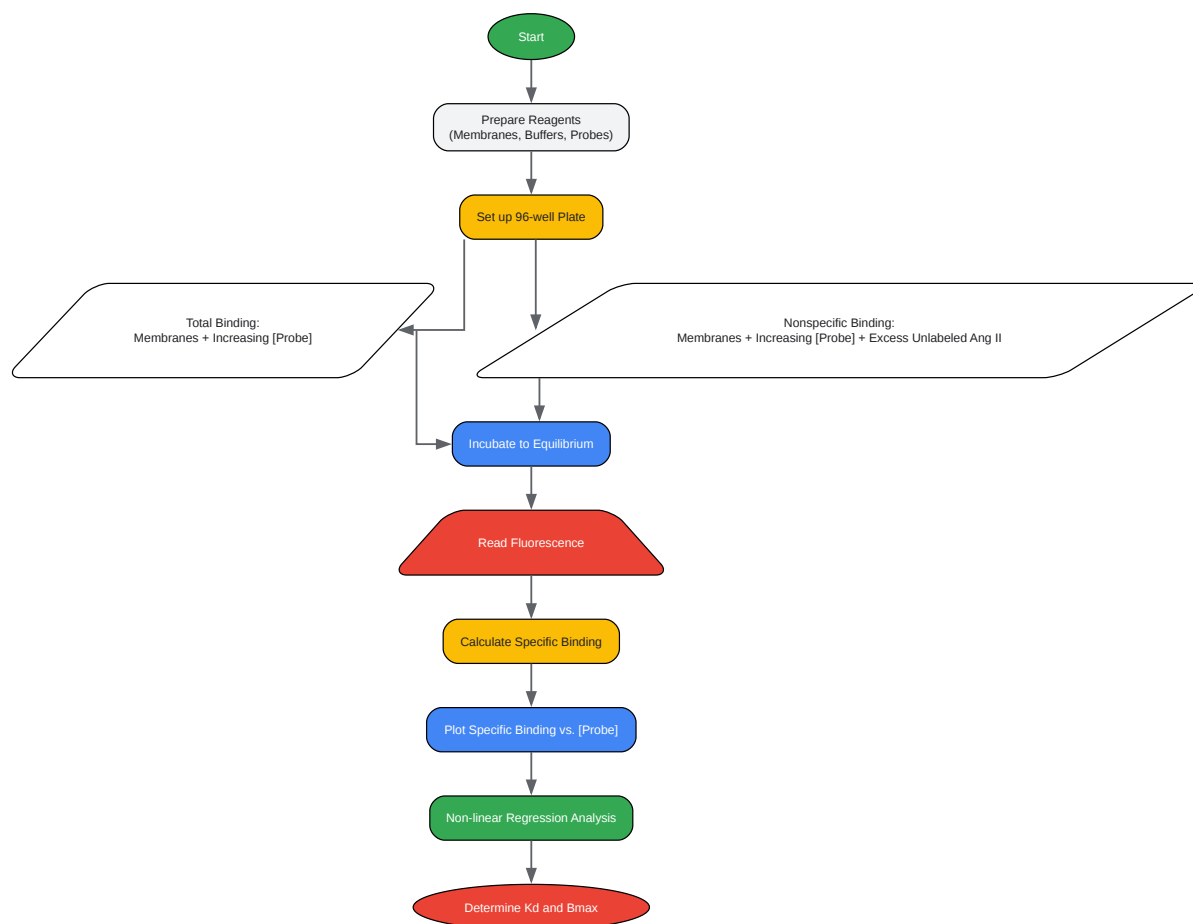 Start
Prepare Reagents
(Membranes, Buffers, Probes)
Set up 96-well Plate
Total Binding:
Membranes + Increasing [Probe]
Nonspecific Binding:
Membranes + Increasing [Probe] + Excess Unlabeled Ang II
Incubate to Equilibrium
Read Fluorescence
Calculate Specific Binding
Plot Specific Binding vs. [Probe]
Non-linear Regression Analysis
Determine Kd and Bmax